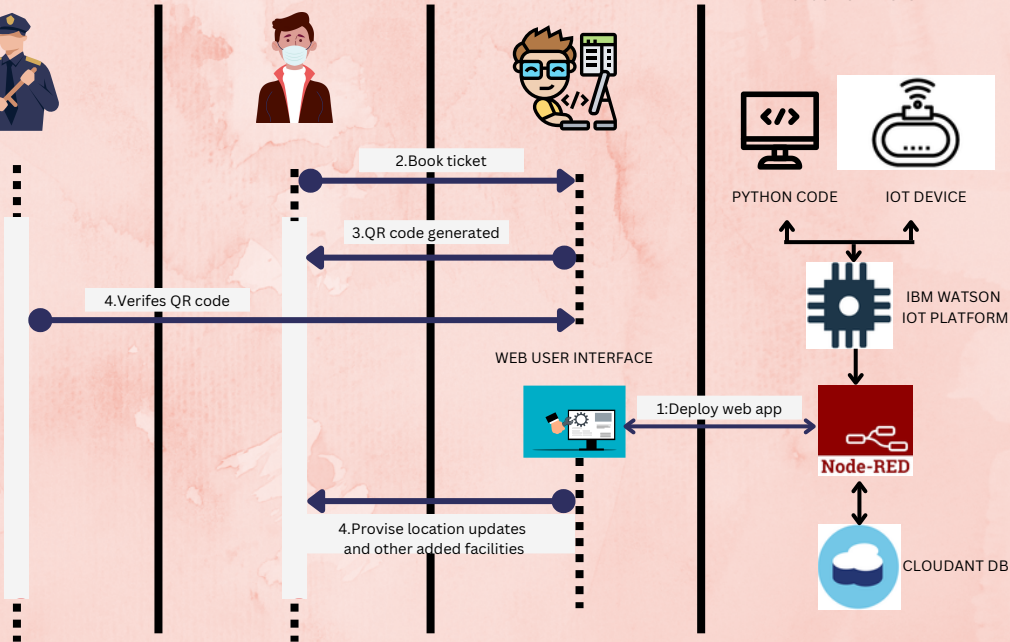 2.Book ticket
3.QR code generated
4.Verifes QR code
WEB USER INTERFACE
1:Deploy web app
4.Provise location updates
and other added facilities
PYTHON CODE
IOT DEVICE
IBM WATSON
IOT PLATFORM
Node-RED
CLOUDANT DB